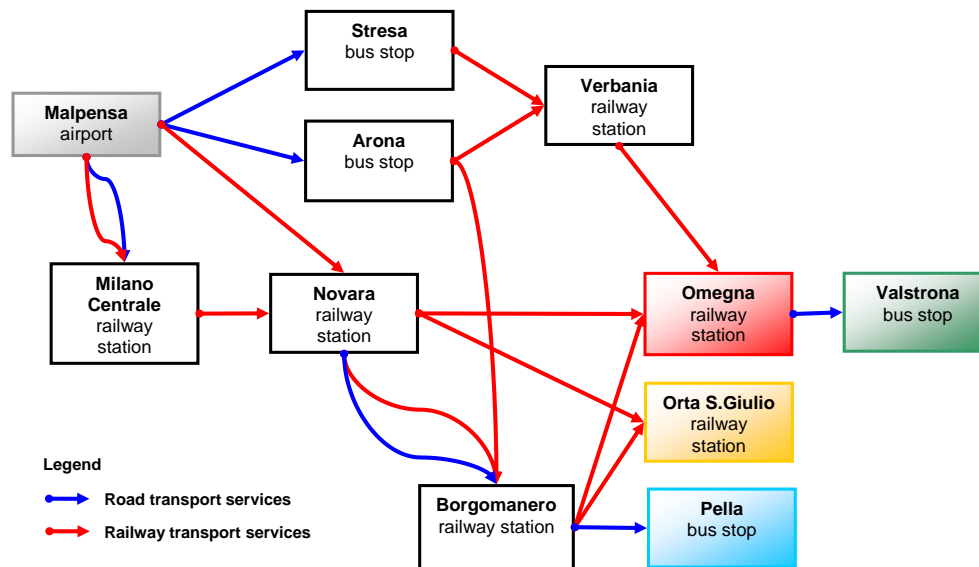 Stresa
bus stop
Verbania
railway
station
Malpensa
airport
Arona
bus stop
Milano
Centrale
railway
station
Novara
railway
station
Omegna
railway
station
Valstrona
bus stop
Orta S.Giulio
railway
station
Legend
Road transport services
Railway transport services
Borgomanero
railway station
Pella
bus stop